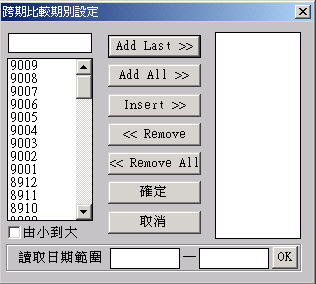 跨期比較期別設定
9009
9008
9007
9006
9005
9004
9003
9002
9001
8912
8911
8910
由小到大
Add Last >>
Add All >>
Insert >>
<< Remove
<< Remove All
確定
取消
讀取日期範圍 — OK